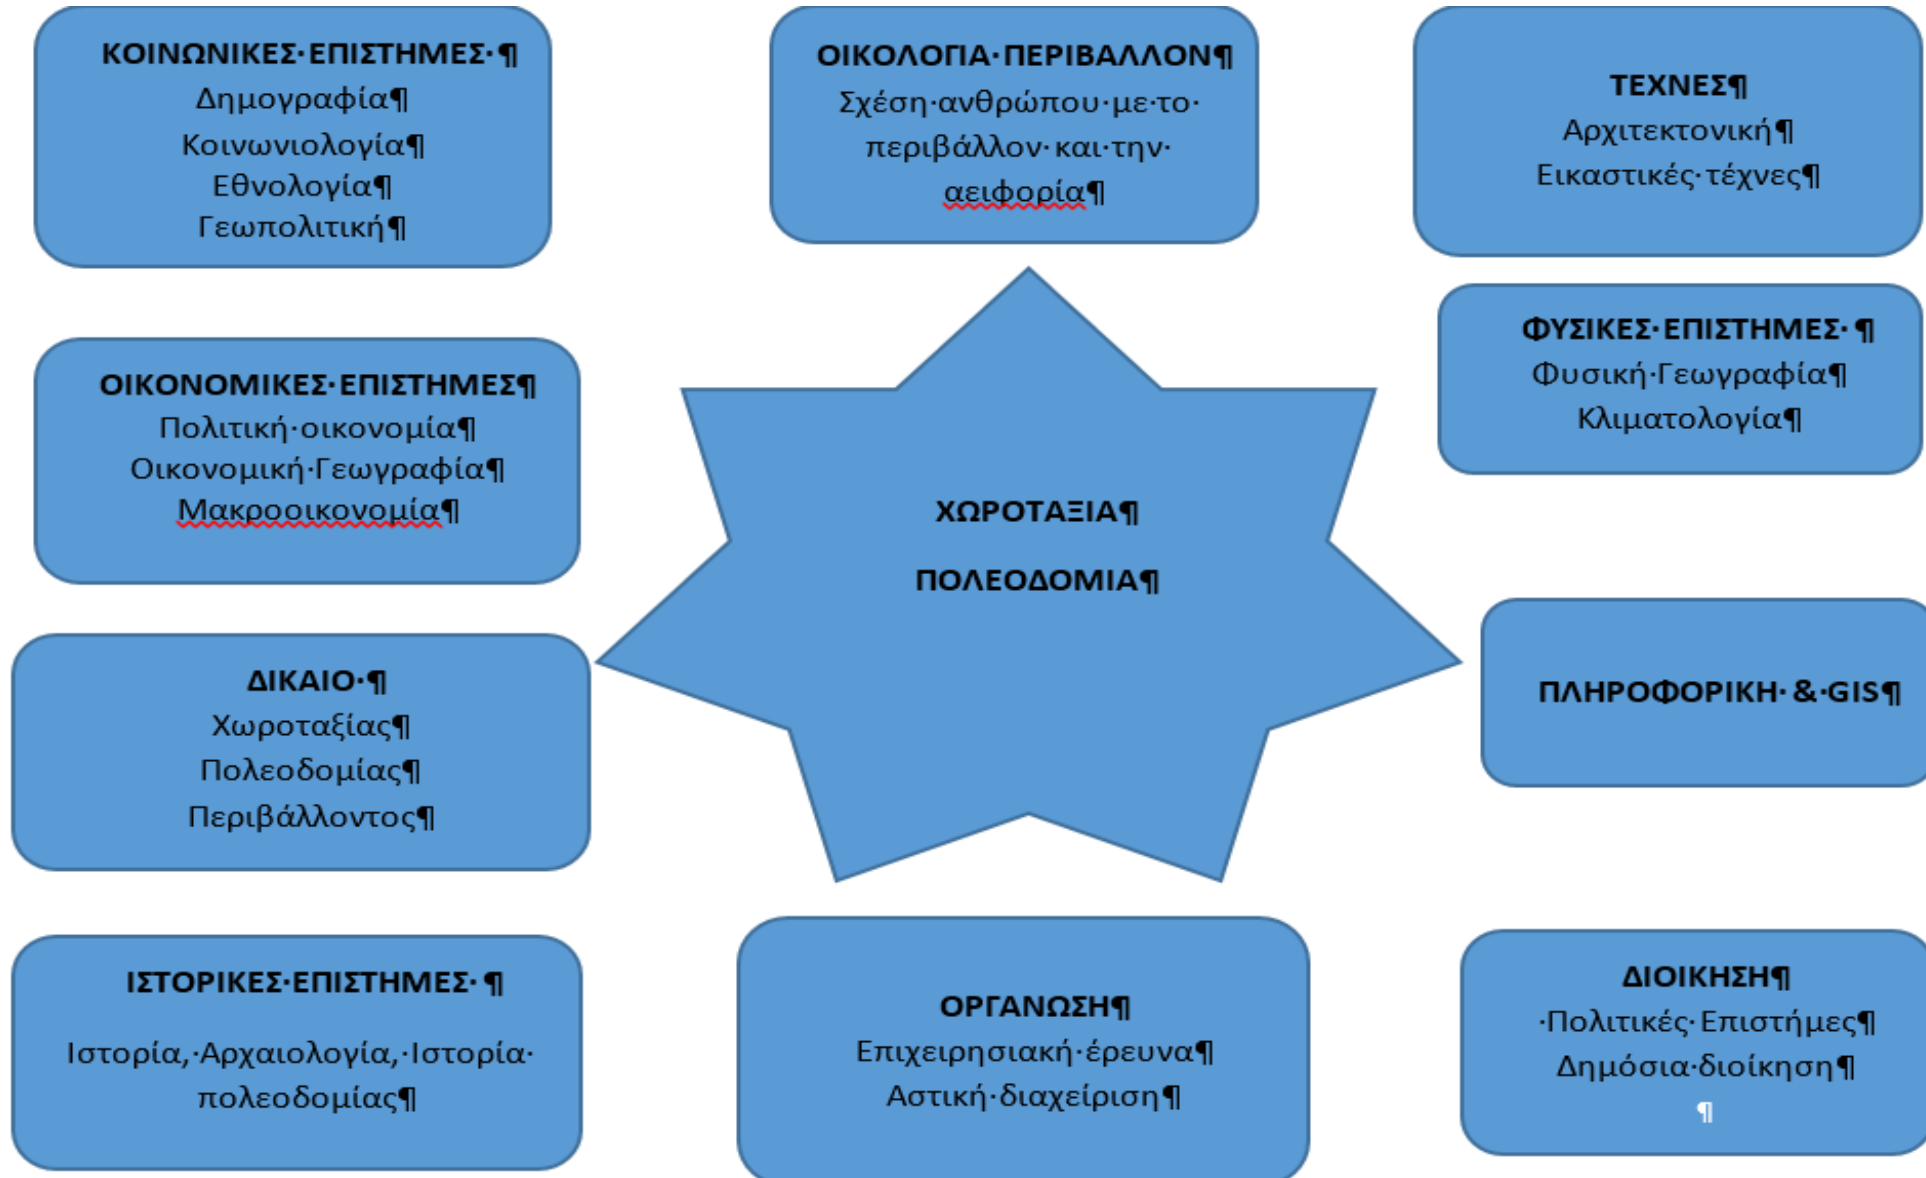 ΚΟΙΝΩΝΙΚΕΣ·ΕΠΙΣΤΗΜΕΣ·¶
Δημογραφία¶
Κοινωνιολογία¶
Εθνολογία¶
Γεωπολιτική¶
ΟΙΚΟΛΟΓΙΑ·ΠΕΡΙΒΑΛΛΟΝ¶
Σχέση·ανθρώπου·με·το·
περιβάλλον·και·την·
αειφορία¶
ΤΕΧΝΕΣ¶
Αρχιτεκτονική¶
Εικαστικές·τέχνες¶
ΦΥΣΙΚΕΣ·ΕΠΙΣΤΗΜΕΣ·¶
Φυσική·Γεωγραφία¶
Κλιματολογία¶
ΟΙΚΟΝΟΜΙΚΕΣ·ΕΠΙΣΤΗΜΕΣ¶
Πολιτική·οικονομία¶
Οικονομική·Γεωγραφία¶
Μακροοικονομία¶
ΧΩΡΟΤΑΞΙΑ¶
ΠΟΛΕΟΔΟΜΙΑ¶
ΔΙΚΑΙΟ·¶
Χωροταξίας¶
Πολεοδομίας¶
Περιβάλλοντος¶
ΠΛΗΡΟΦΟΡΙΚΗ·&·GIS¶
ΙΣΤΟΡΙΚΕΣ·ΕΠΙΣΤΗΜΕΣ·¶
Ιστορία,·Αρχαιολογία,·Ιστορία·
πολεοδομίας¶
ΟΡΓΑΝΩΣΗ¶
Επιχειρησιακή·έρευνα¶
Αστική·διαχείριση¶
ΔΙΟΙΚΗΣΗ¶
·Πολιτικές·Επιστήμες¶
Δημόσια·διοίκηση¶
¶